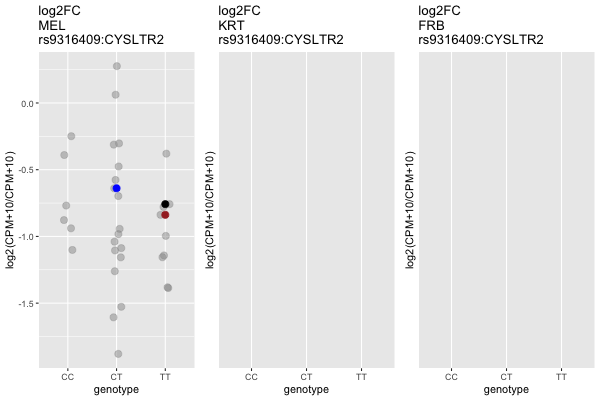 log2FC
MEL
rs9316409:CYSLTR2
log2(CPM+10/CPM+10)
0.0
-0.5
-1.0
-1.5
CC CT TT
genotype
log2FC
KRT
rs9316409:CYSLTR2
log2(CPM+10/CPM+10)
CC CT TT
genotype
log2FC
FRB
rs9316409:CYSLTR2
log2(CPM+10/CPM+10)
CC CT TT
genotype